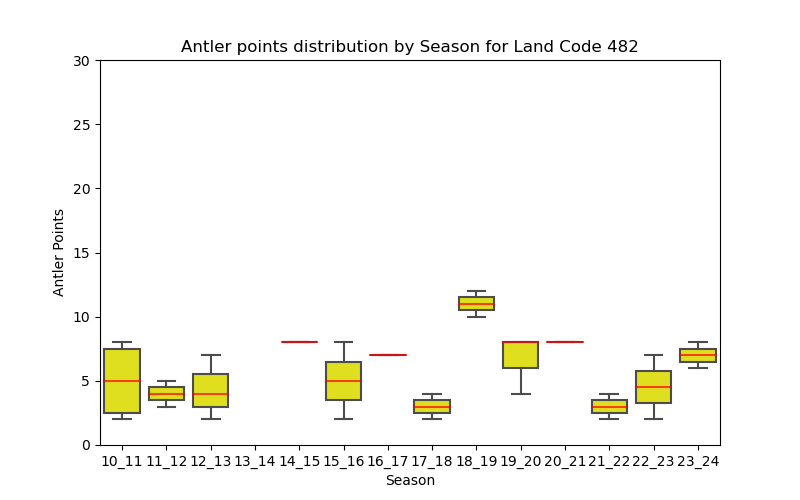 Antler points distribution by Season for Land Code 482
Antler Points
30
25
20
15
10
5
0
10_11 11_12 12_13 13_14 14_15 15_16 16_17 17_18 18_19 19_20 20_21 21_22 22_23 23_24
Season